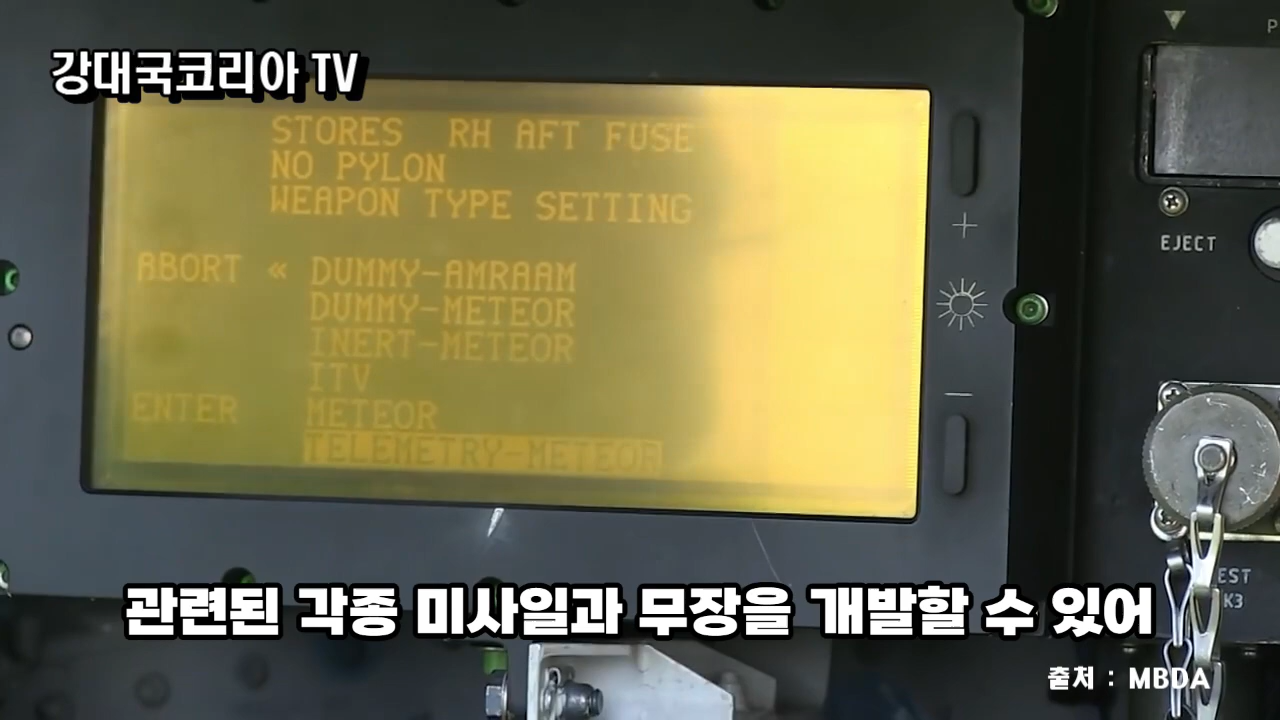 강대국코리아 TV
STORES RH AFT FUSE
NO PYLON
WEAPON TYPE SETTING
ABORT « DUMMY-AMRAAM
DUMMY-METEOR
INERT-METEOR
ITV
ENTER METEOR
TELEMETRY-METEOR
+
EJECT
관련된 각종 미사일과 무장을 개발할 수 있어
출처 : MBDA